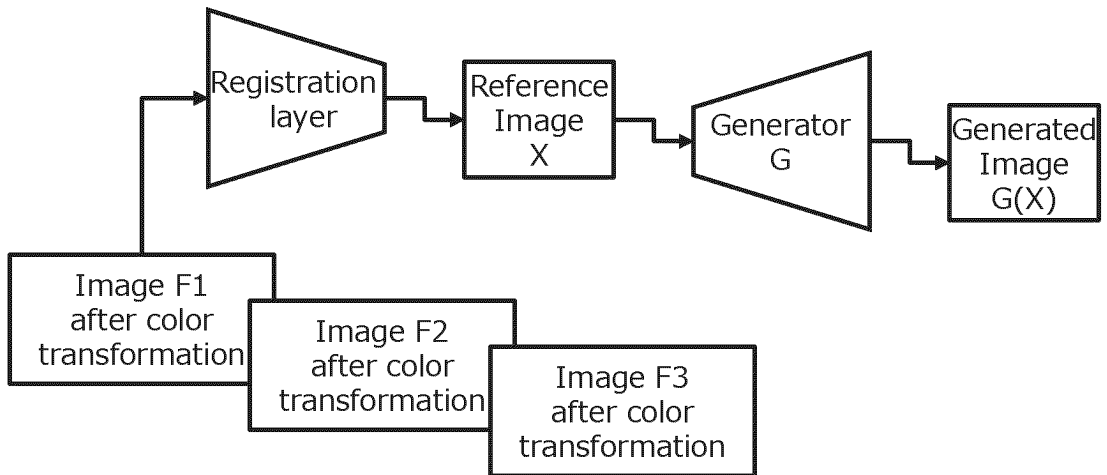 Registration
layer
Reference
Image
X
Generator
G
Generated
Image
G(X)
Image F1
after color
transformation
Image F2
after color
transformation
Image F3
after color
transformation